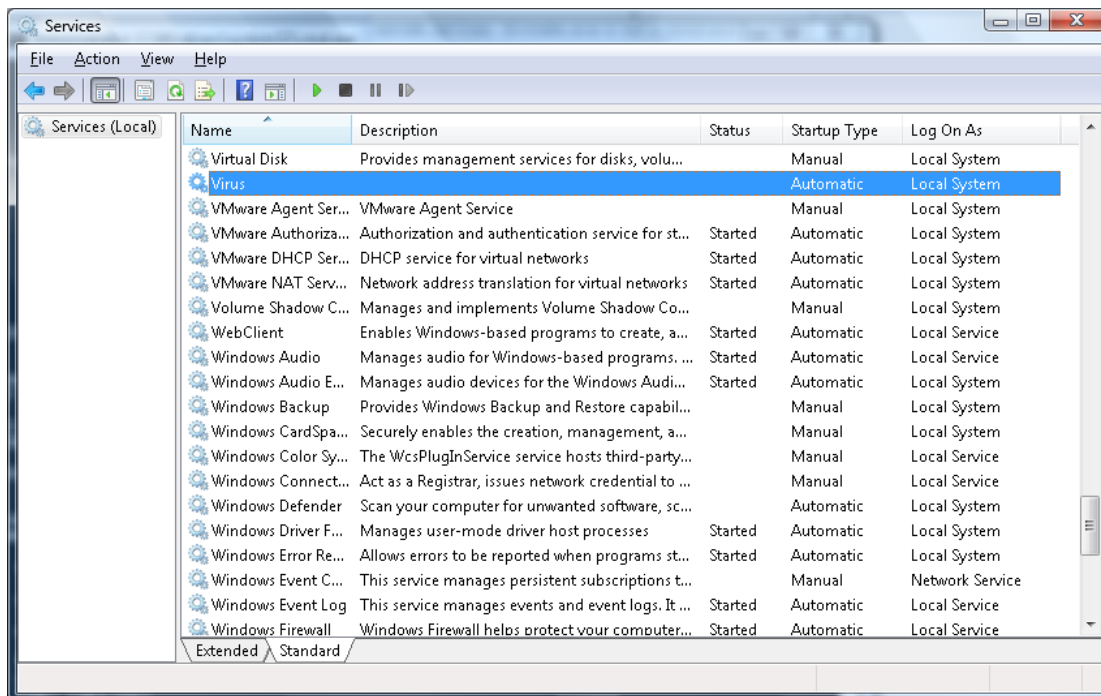 Services
File Action View Help
Services (Local)
Name Description Status Startup Type Log On As
Virtual Disk Provides management services for disks, volu... Manual Local System
Virus Automatic Local System
VMware Agent Ser... VMware Agent Service Manual Local System
VMware Authoriza... Authorization and authentication service for st... Started Automatic Local System
VMware DHCP Ser... DHCP service for virtual networks Started Automatic Local System
VMware NAT Serv... Network address translation for virtual networks Started Automatic Local System
Volume Shadow C... Manages and implements Volume Shadow Co... Manual Local System
WebClient Enables Windows-based programs to create, a... Started Automatic Local Service
Windows Audio Manages audio for Windows-based programs. ... Started Automatic Local Service
Windows Audio E... Manages audio devices for the Windows Audi... Started Automatic Local System
Windows Backup Provides Windows Backup and Restore capabil... Manual Local System
Windows CardSpa... Securely enables the creation, management, a... Manual Local System
Windows Color Sy... The WcsPlugInService service hosts third-party... Manual Local Service
Windows Connect... Act as a Registrar, issues network credential to ... Manual Local Service
Windows Defender Scan your computer for unwanted software, sc... Automatic Local System
Windows Driver F... Manages user-mode driver host processes Started Automatic Local System
Windows Error Re... Allows errors to be reported when programs st... Started Automatic Local System
Windows Event C... This service manages persistent subscriptions t... Manual Network Service
Windows Event Log This service manages events and event logs. It ... Started Automatic Local Service
Windows Firewall Windows Firewall helps protect your computer... Started Automatic Local Service
Extended Standard